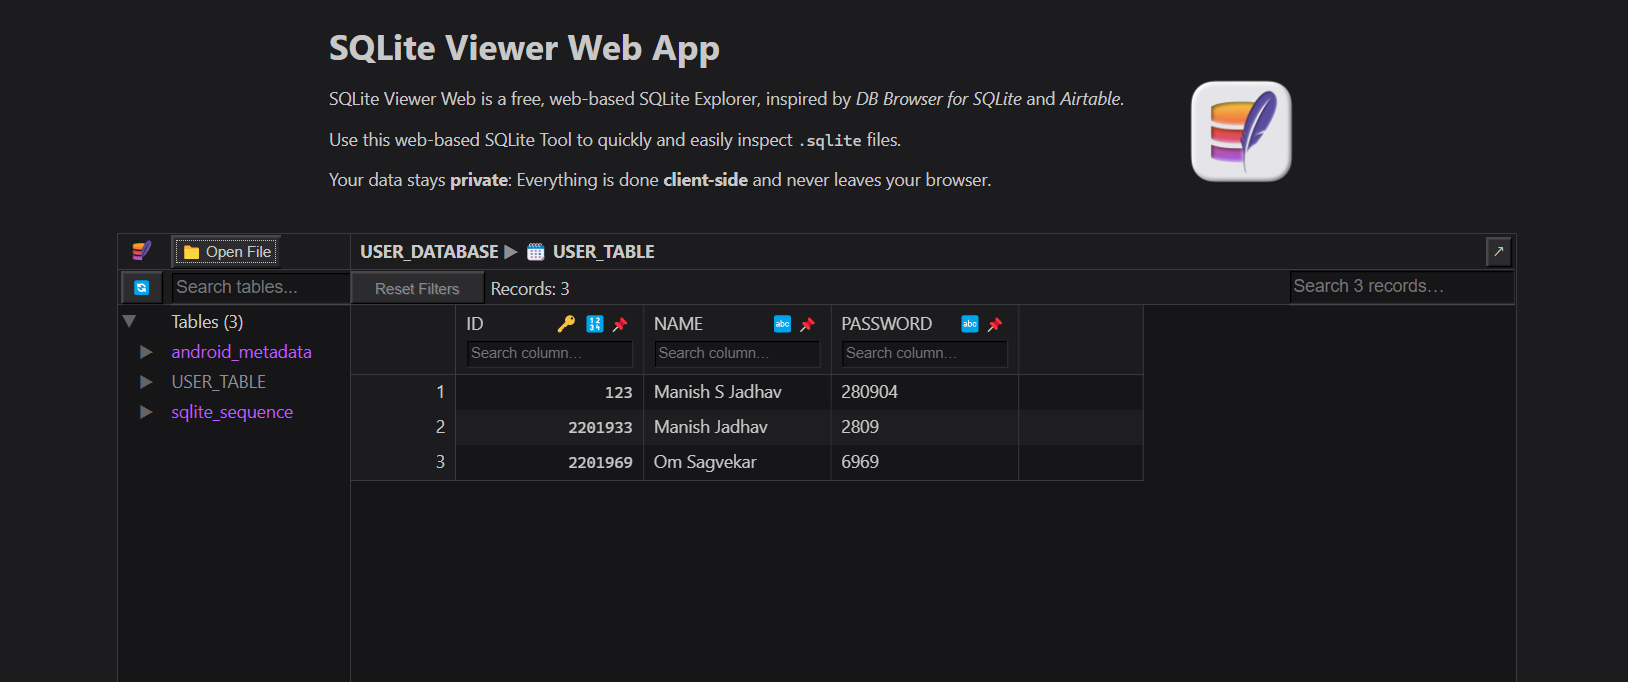 SQLite Viewer Web App
SQLite Viewer Web is a free, web-based SQLite Explorer, inspired by DB Browser for SQLite and Airtable.
Use this web-based SQLite Tool to quickly and easily inspect .sqlite files.
Your data stays private: Everything is done client-side and never leaves your browser.
Open File
USER_DATABASE ▶ USER_TABLE
Search tables...
Reset Filters Records: 3
Search 3 records…
Tables (3)
android_metadata
USER_TABLE
sqlite_sequence
ID NAME abc PASSWORD abc
Search column… Search column… Search column…
1 123 Manish S Jadhav 280904
2 2201933 Manish Jadhav 2809
3 2201969 Om Sagvekar 6969